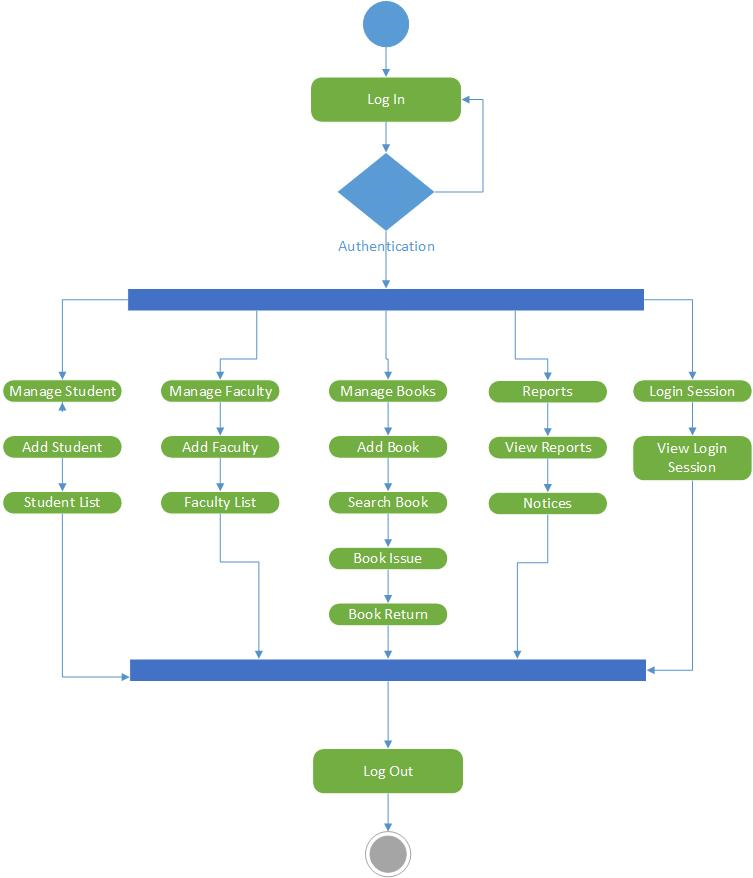 Log In
Authentication
Manage Student
Manage Faculty
Manage Books
Reports
Login Session
Add Student
Add Faculty
Add Book
View Reports
View Login
Session
Student List
Faculty List
Search Book
Notices
Book Issue
Book Return
Log Out